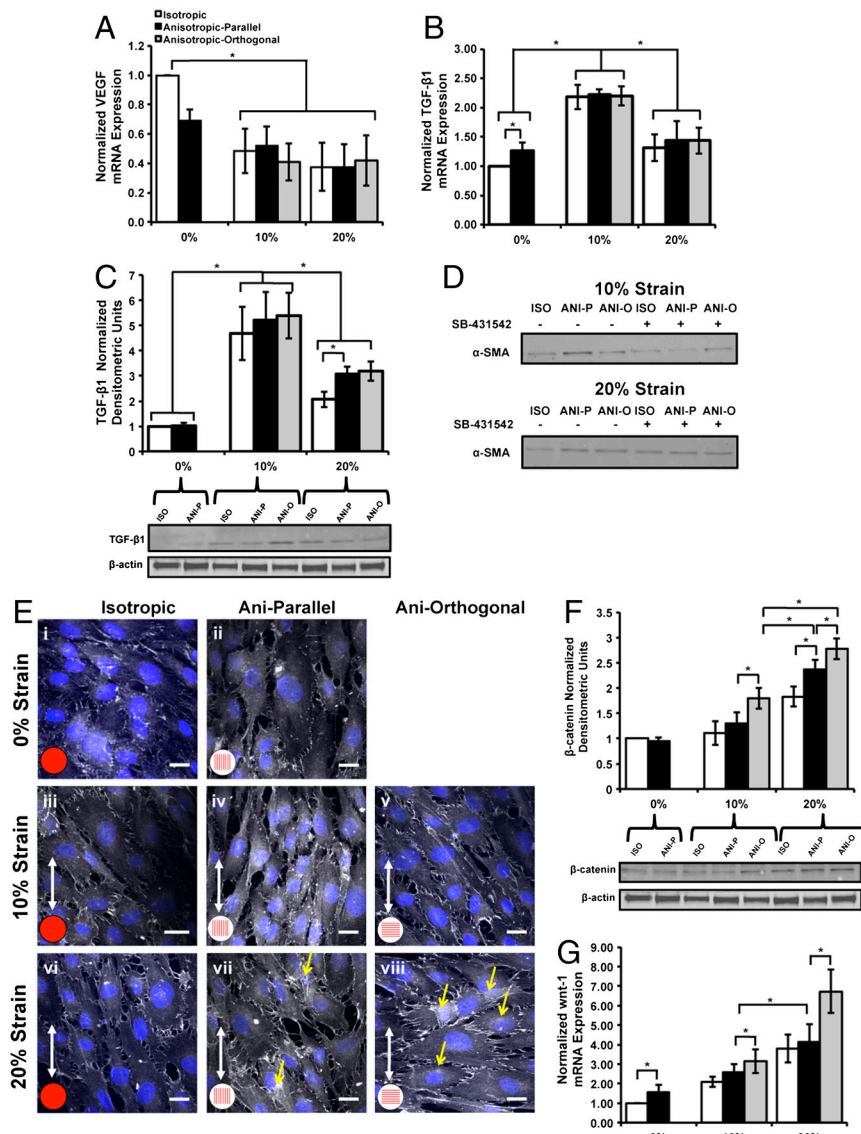 A
Isotropic
Anisotropic-Parallel
Anisotropic-Orthogonal
Normalized VEGF
mRNA Expression
1.2
1.0
0.8
0.6
0.4
0.2
0.0
*
0% 10% 20%
B
Normalized TGF-β1
mRNA Expression
3.00
2.50
2.00
1.50
1.00
0.50
0.00
* * *
0% 10% 20%
C
TGF-β1 Normalized
Densitometric Units
7
6
5
4
3
2
1
0
* * *
0% 10% 20%
ISO ANI-P ISO ANI-P ANI-O ISO ANI-P ANI-O
TGF-β1
β-actin
D
10% Strain
ISO ANI-P ANI-O ISO ANI-P ANI-O
SB-431542 - - - + + +
α-SMA
20% Strain
ISO ANI-P ANI-O ISO ANI-P ANI-O
SB-431542 - - - + + +
α-SMA
E
Isotropic Ani-Parallel Ani-Orthogonal
0% Strain
i ii
10% Strain
iii iv v
20% Strain
vi vii viii
F
β-catenin Normalized
Densitometric Units
3.5
3
2.5
2
1.5
1
0.5
0
* * * * *
0% 10% 20%
ISO ANI-P ISO ANI-P ANI-O ISO ANI-P ANI-O
β-catenin
β-actin
G
Normalized wnt-1
mRNA Expression
9.00
8.00
7.00
6.00
5.00
4.00
3.00
2.00
1.00
* * * *